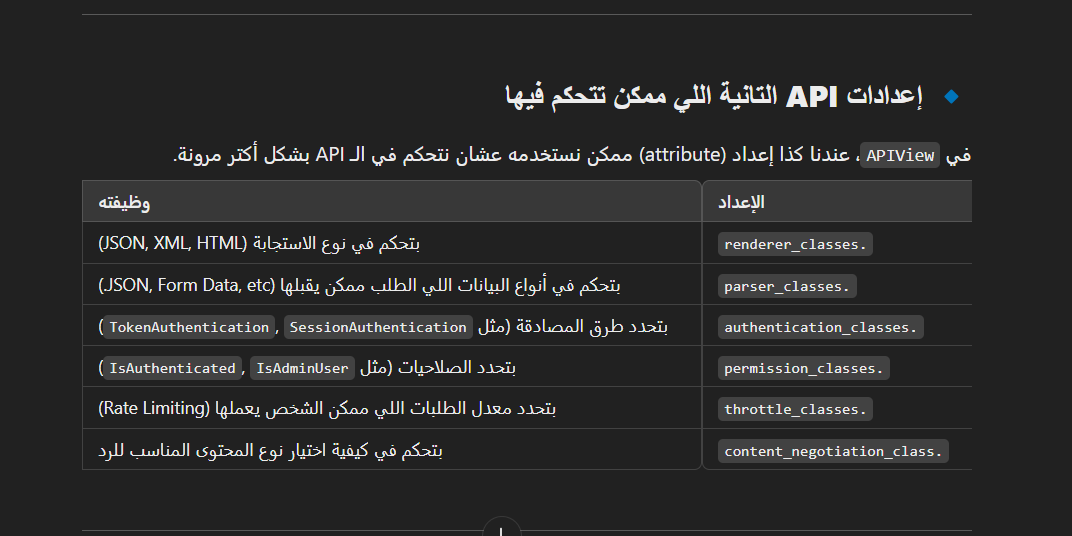 إعدادات API التانية اللي ممكن تتحكم فيها
في APIView، عندنا كذا إعداد (attribute) ممكن نستخدمه عشان نتحكم في الـ API بشكل أكتر مرونة.
الإعداد وظيفته
.renderer_classes بتحكم في نوع الاستجابة (JSON, XML, HTML)
.parser_classes بتحكم في أنواع البيانات اللي الطلب ممكن يقبلها (JSON, Form Data, etc.)
.authentication_classes بتحدد طرق المصادقة (مثل SessionAuthentication, TokenAuthentication)
.permission_classes بتحدد الصلاحيات (مثل IsAdminUser, IsAuthenticated)
.throttle_classes بتحدد معدل الطلبات اللي ممكن الشخص يعملها (Rate Limiting)
.content_negotiation_class بتحكم في كيفية اختيار نوع المحتوى المناسب للرد